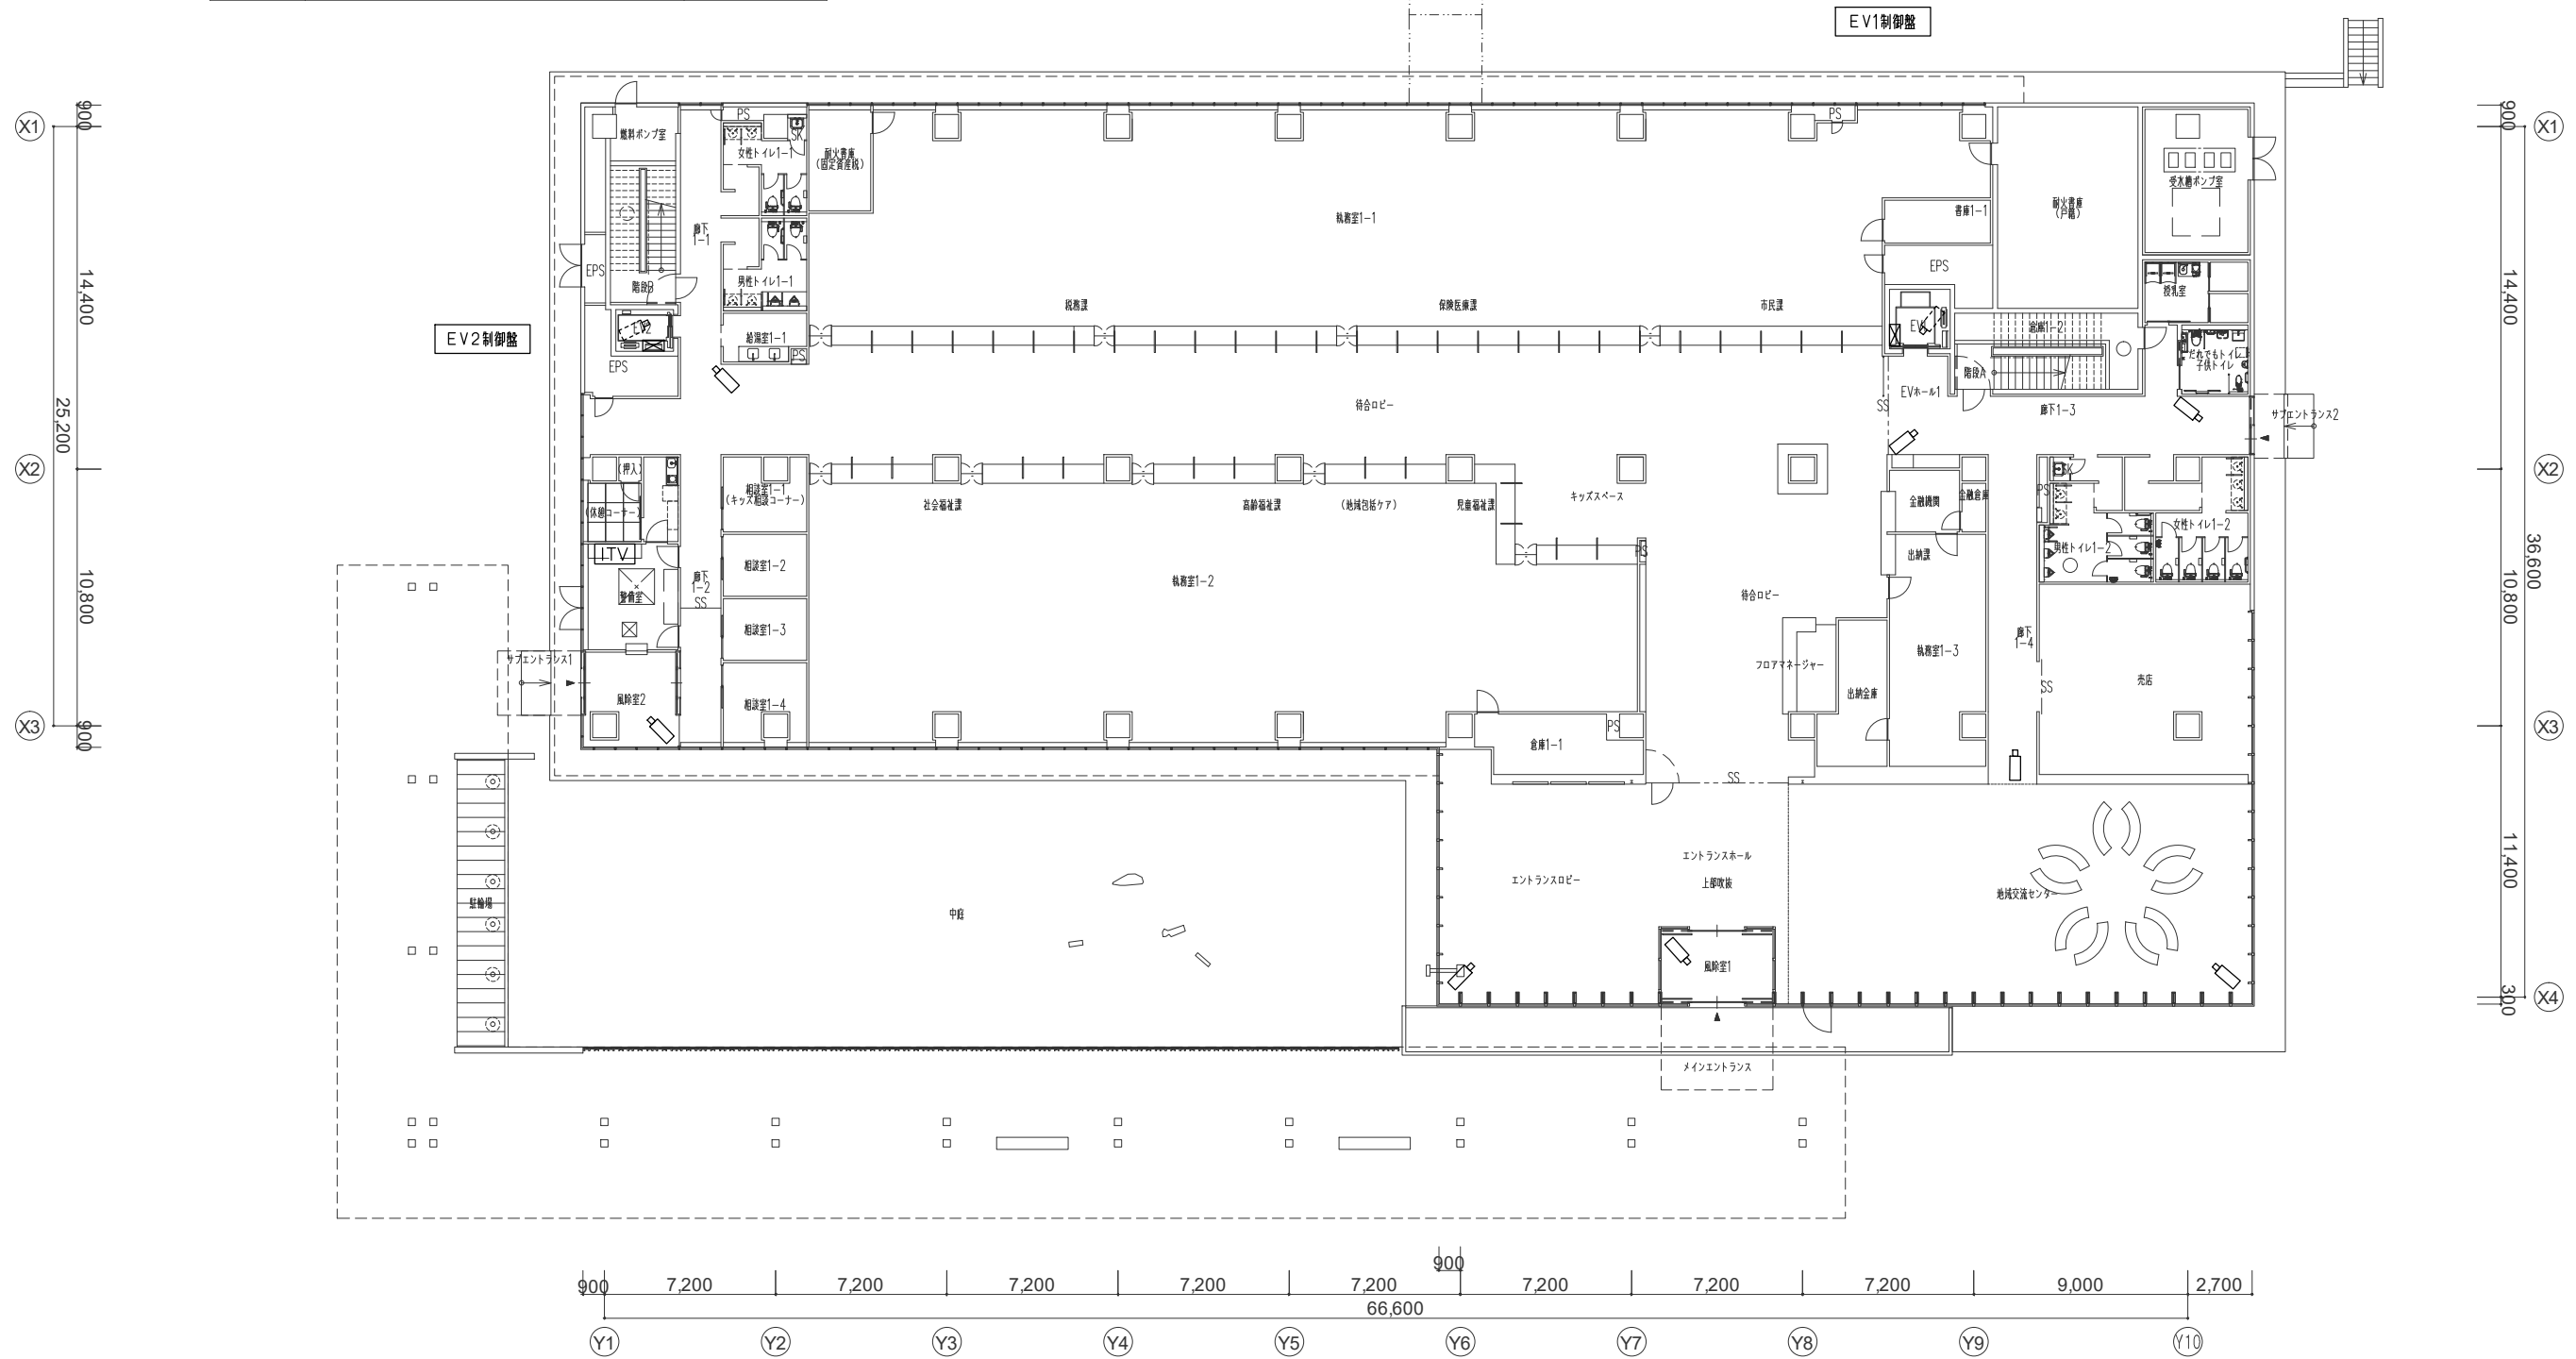 EV1制御盤
X1
900
14,400
25,200
X2
10,800
X3
900
EV2制御盤
燃料ポンプ室
PS
SK
女性トイレ1-1
耐火書庫
(固定資産税)
廊下
1-1
EPS
男性トイレ1-1
階段B
EV2
給湯室1-1
PS
EPS
執務室1-1
税務課
保険医療課
市民課
PS
書庫1-1
EPS
耐火書庫
(戸籍)
受水槽ポンプ室
授乳室
EV1
倉庫1-2
だれでもトイレ
子供トイレ
階段A
EVホール1
SS
廊下1-3
サブエントランス2
待合ロビー
(押入)
(休憩コーナー)
ITV
警備室
廊下
1-2
SS
サブエントランス1
風除室2
相談室1-1
(キッズ相談コーナー)
相談室1-2
相談室1-3
相談室1-4
社会福祉課
高齢福祉課
(地域包括ケア)
児童福祉課
キッズスペース
執務室1-2
PS
待合ロビー
フロアマネージャー
金融機関
金融倉庫
出納課
執務室1-3
出納金庫
SK
PS
男性トイレ1-2
女性トイレ1-2
廊下
1-4
SS
売店
倉庫1-1
PS
SS
エントランスホール
上部吹抜
エントランスロビー
地域交流センター
風除室1
メインエントランス
中庭
駐輪場
X1
900
14,400
36,600
X2
10,800
X3
11,400
300
X4
900
900
7,200
7,200
7,200
7,200
7,200
7,200
7,200
7,200
9,000
2,700
66,600
Y1
Y2
Y3
Y4
Y5
Y6
Y7
Y8
Y9
Y10